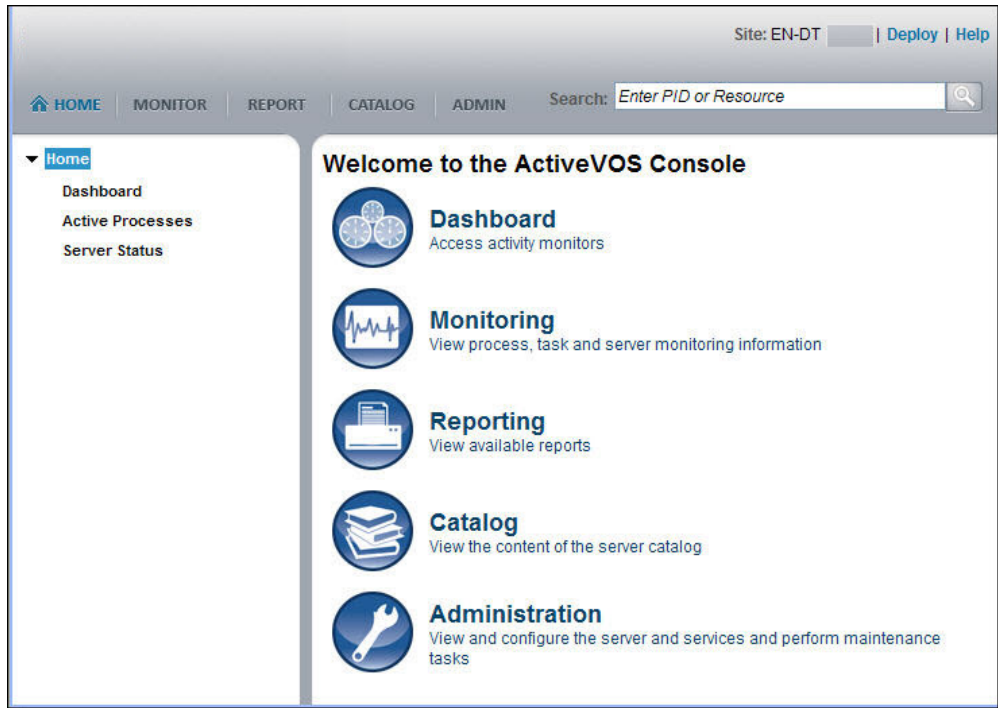 Site: EN-DT | Deploy | Help
HOME MONITOR REPORT CATALOG ADMIN Search: Enter PID or Resource
Home
Dashboard
Active Processes
Server Status
Welcome to the ActiveVOS Console
Dashboard
Access activity monitors
Monitoring
View process, task and server monitoring information
Reporting
View available reports
Catalog
View the content of the server catalog
Administration
View and configure the server and services and perform maintenance
tasks